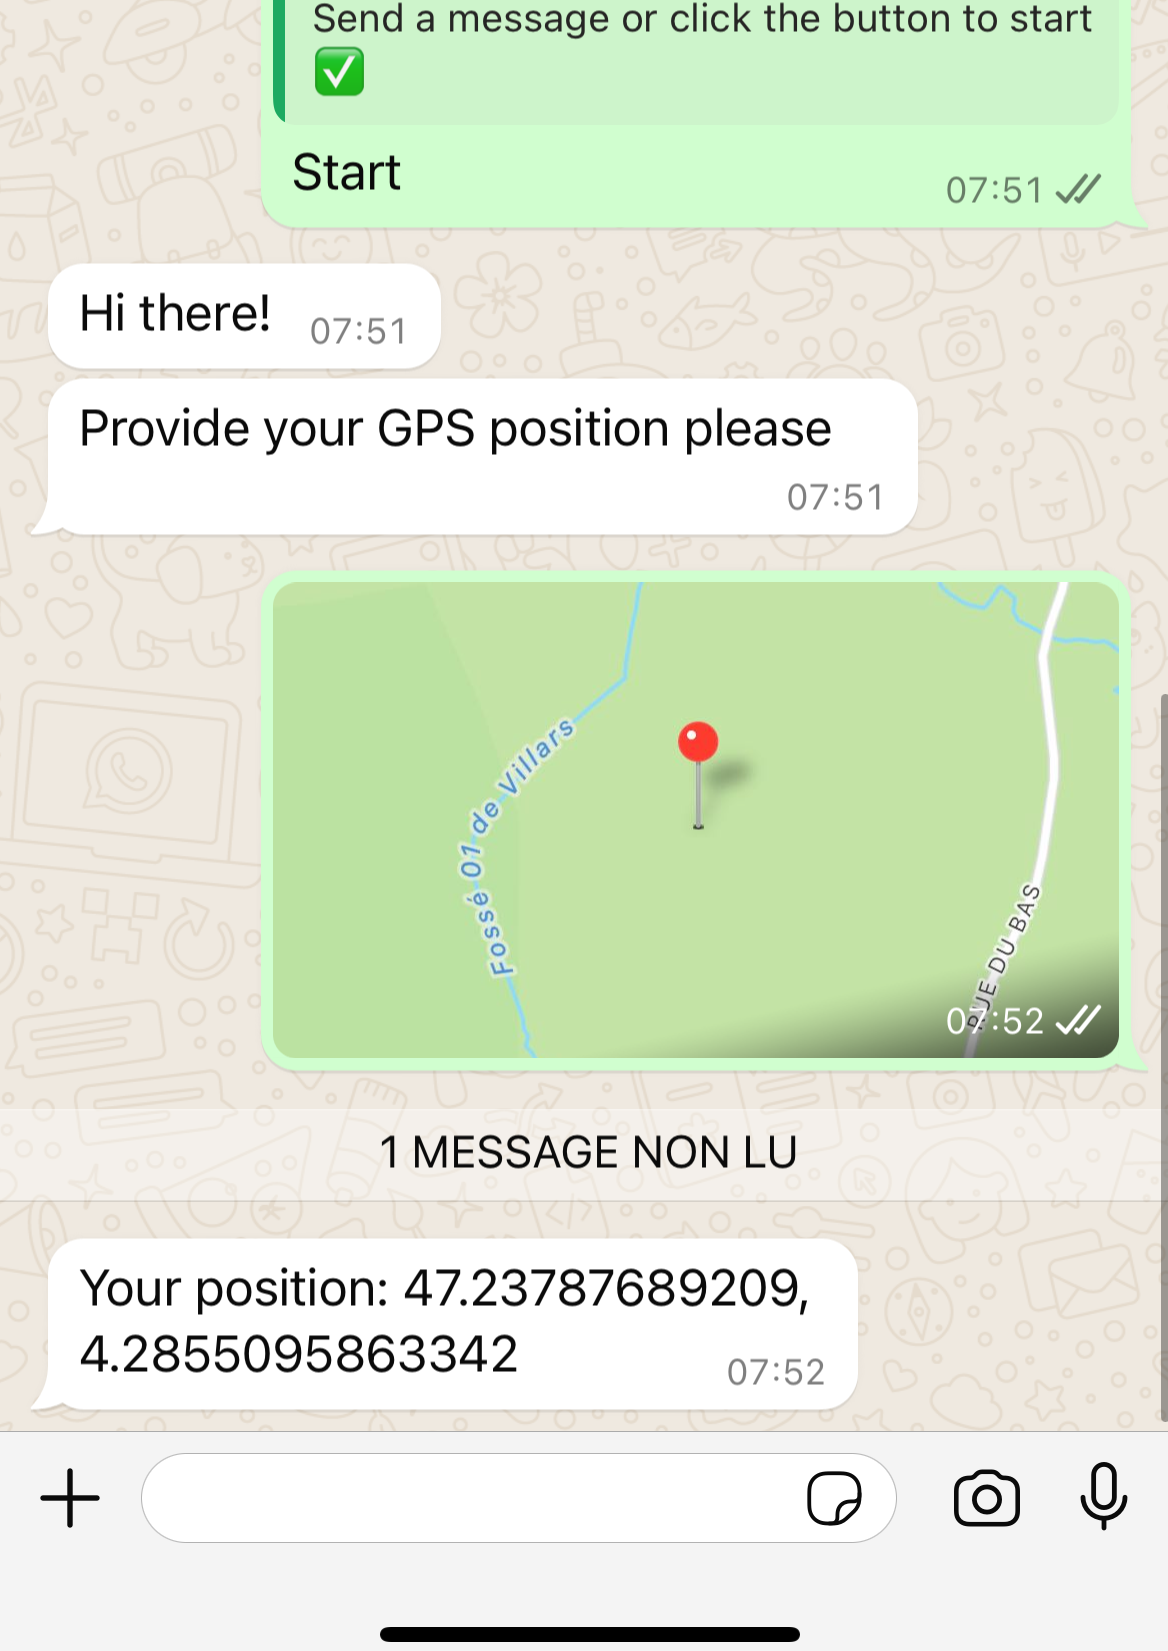 Send a message or click the button to start
✅
Start
07:51
Hi there!
07:51
Provide your GPS position please
07:51
Fossé 01 de Villars
RUE DU BAS
07:52
1 MESSAGE NON LU
Your position: 47.23787689209,
4.2855095863342
07:52